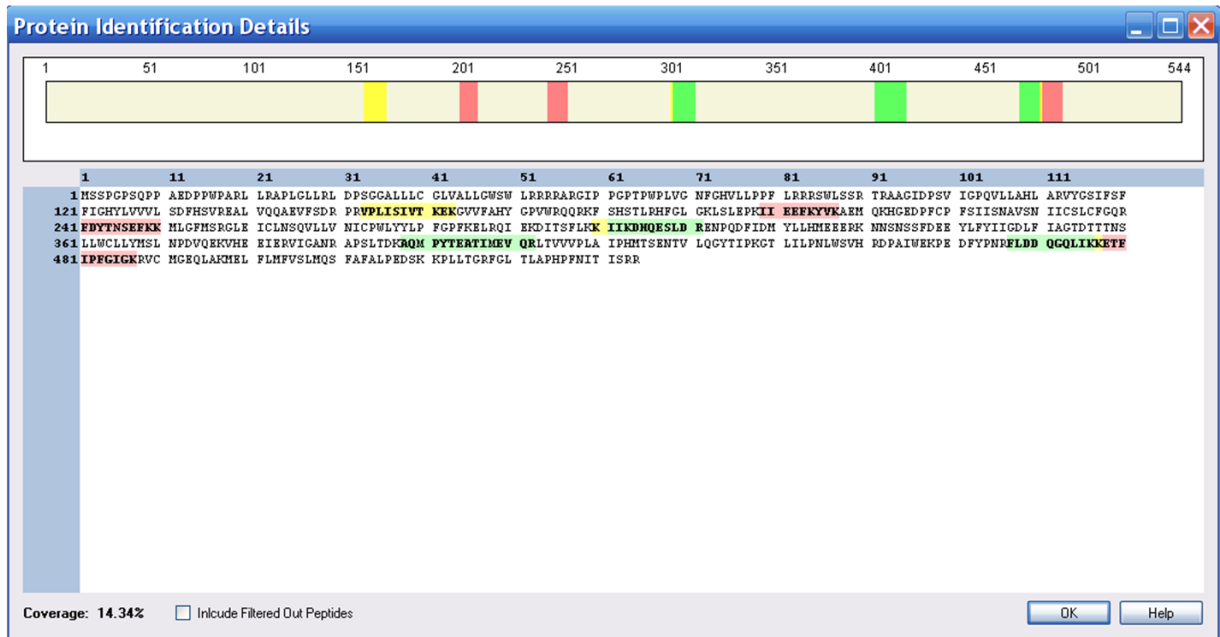 Protein Identification Details
1 51 101 151 201 251 301 351 401 451 501 544
1 11 21 31 41 51 61 71 81 91 101 111
1 MSSPGPSQPP AEDPPWPARL LRAPLGLLRL DPSGGALLLC GLVALLGWSW LRRRRARGIP PGPTPWPLVG NFGHVLLPPF LRRRSWLSSR TRAAGIDPSV IGPQVLLAHL ARVYGSIFSF
121 FIGHYLVVVL SDFHSVREAL VQQAEVFSDR PRVPLISIVT KEKGVVFAHY GPVWRQQRKF SHSTLRHFGL GKLSLEPKII EEFKYVKAEM QKHGEDPFCP FSIISNAVSN IICSLCFGQR
241 FDYTNSEFKK MLGFMSRGLE ICLNSQVLLV NICPWLYYLP FGPFKELRQI EKDITSFLKK IIKDHQESLD RENPQDFIDM YLLHMEEERK NNSNSSFDEE YLFYIIGDLF IAGTDTTTNS
361 LLWCLLYMSL NPDVQEKVHE EIERVIGANR APSLTDKAQM PYTEATIMEV QRLTVVVPLA IPHMTSENTV LQGYTIPKGT LILPNLWSVH RDPAIWEKPE DFYPNRFLDD QGQLIKKETF
481 IPFGIGKRVC MGEQLAKMEL FLMFVSLMQS FAFALPEDSK KPLLTGRFGL TLAPHPFNIT ISRR
Coverage: 14.34% Inlcude Filtered Out Peptides OK Help